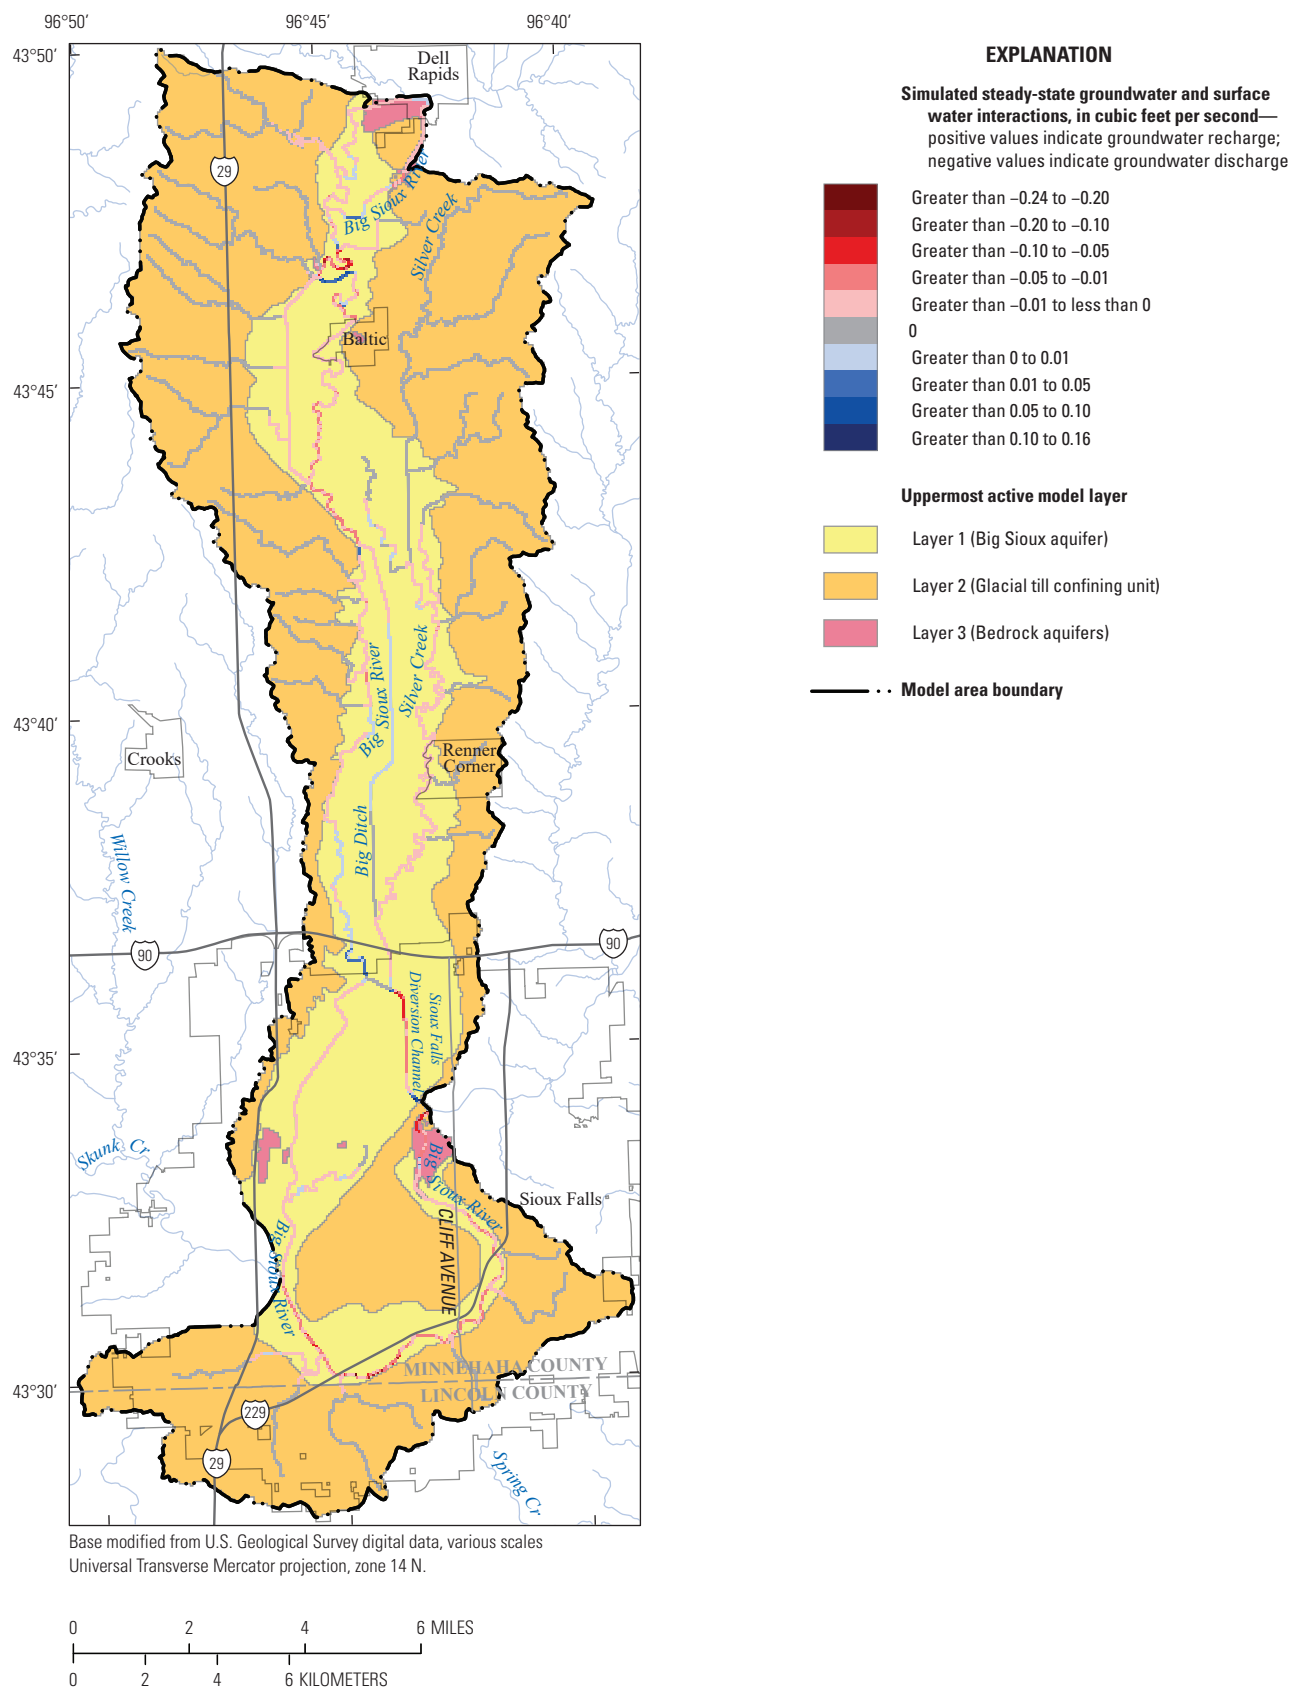 96°50'
96°45'
96°40'
43°50'
43°45'
43°40'
43°35'
43°30'
Dell
Rapids
29
Big Sioux River
Silver Creek
Baltic
Big Sioux River
Silver Creek
Crooks
Renner
Corner
Willow Creek
Big Ditch
90
90
Sioux Falls
Diversion Channel
Skunk Cr
Big Sioux River
Sioux Falls
CLIFF AVENUE
Big Sioux River
MINNEHAHA COUNTY
LINCOLN COUNTY
229
29
Spring Cr
EXPLANATION
Simulated steady-state groundwater and surface
water interactions, in cubic feet per second—
positive values indicate groundwater recharge;
negative values indicate groundwater discharge
Greater than −0.24 to −0.20
Greater than −0.20 to −0.10
Greater than −0.10 to −0.05
Greater than −0.05 to −0.01
Greater than −0.01 to less than 0
0
Greater than 0 to 0.01
Greater than 0.01 to 0.05
Greater than 0.05 to 0.10
Greater than 0.10 to 0.16
Uppermost active model layer
Layer 1 (Big Sioux aquifer)
Layer 2 (Glacial till confining unit)
Layer 3 (Bedrock aquifers)
Model area boundary
Base modified from U.S. Geological Survey digital data, various scales
Universal Transverse Mercator projection, zone 14 N.
0 2 4 6 MILES
0 2 4 6 KILOMETERS